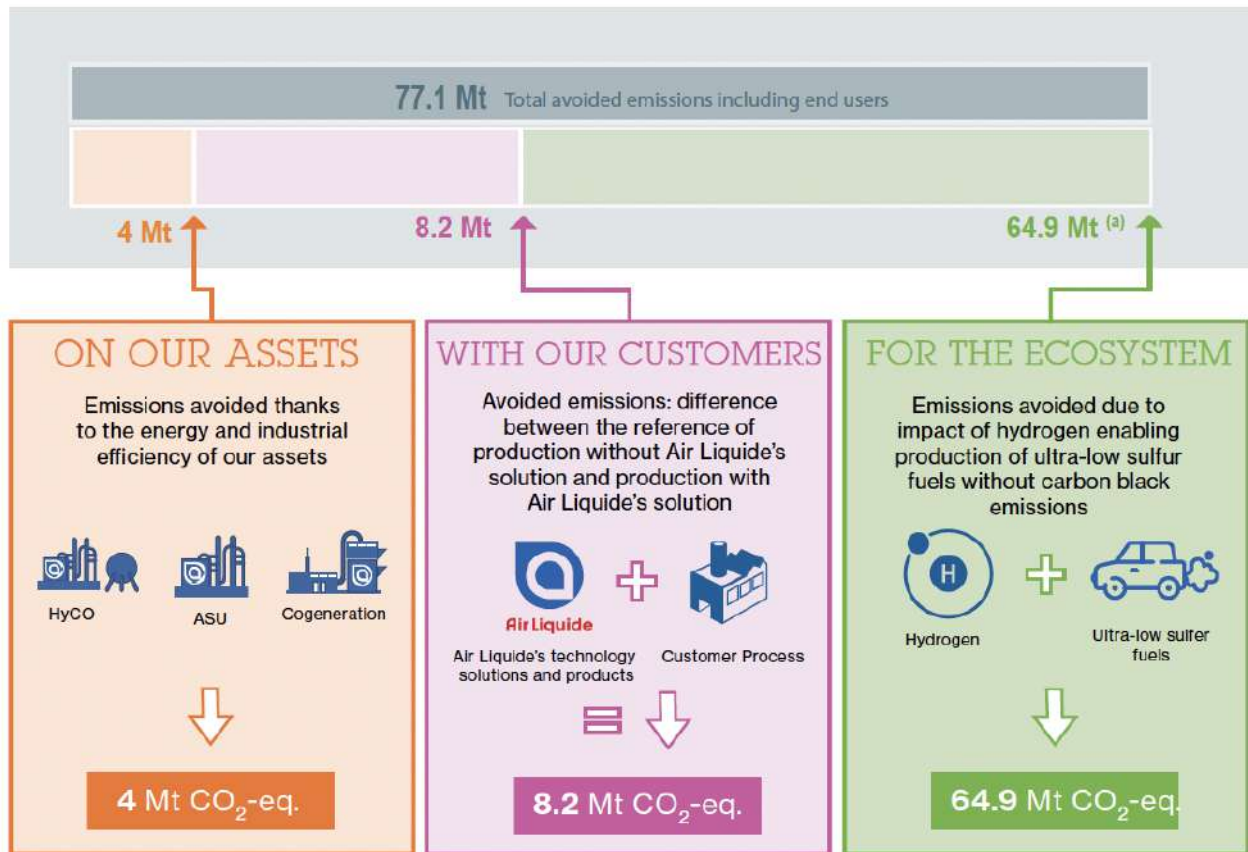 77.1 Mt Total avoided emissions including end users
4 Mt
8.2 Mt
64.9 Mt (a)
ON OUR ASSETS
Emissions avoided thanks
to the energy and industrial
efficiency of our assets
HyCO
ASU
Cogeneration
4 Mt CO₂-eq.
WITH OUR CUSTOMERS
Avoided emissions: difference
between the reference of
production without Air Liquide's
solution and production with
Air Liquide's solution
Air Liquide
Air Liquide's technology
solutions and products
Customer Process
8.2 Mt CO₂-eq.
FOR THE ECOSYSTEM
Emissions avoided due to
impact of hydrogen enabling
production of ultra-low sulfur
fuels without carbon black
emissions
H
Hydrogen
Ultra-low sulfer
fuels
64.9 Mt CO₂-eq.